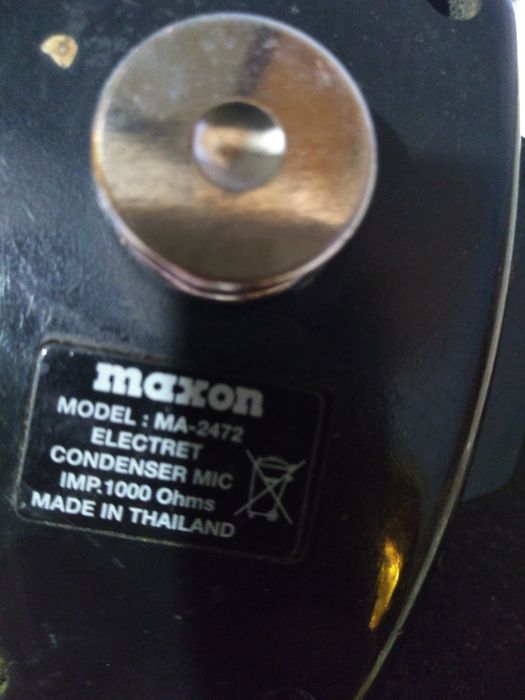 maxon
MODEL : MA-2472
ELECTRET
CONDENSER MIC
IMP.1000 Ohms
MADE IN THAILAND